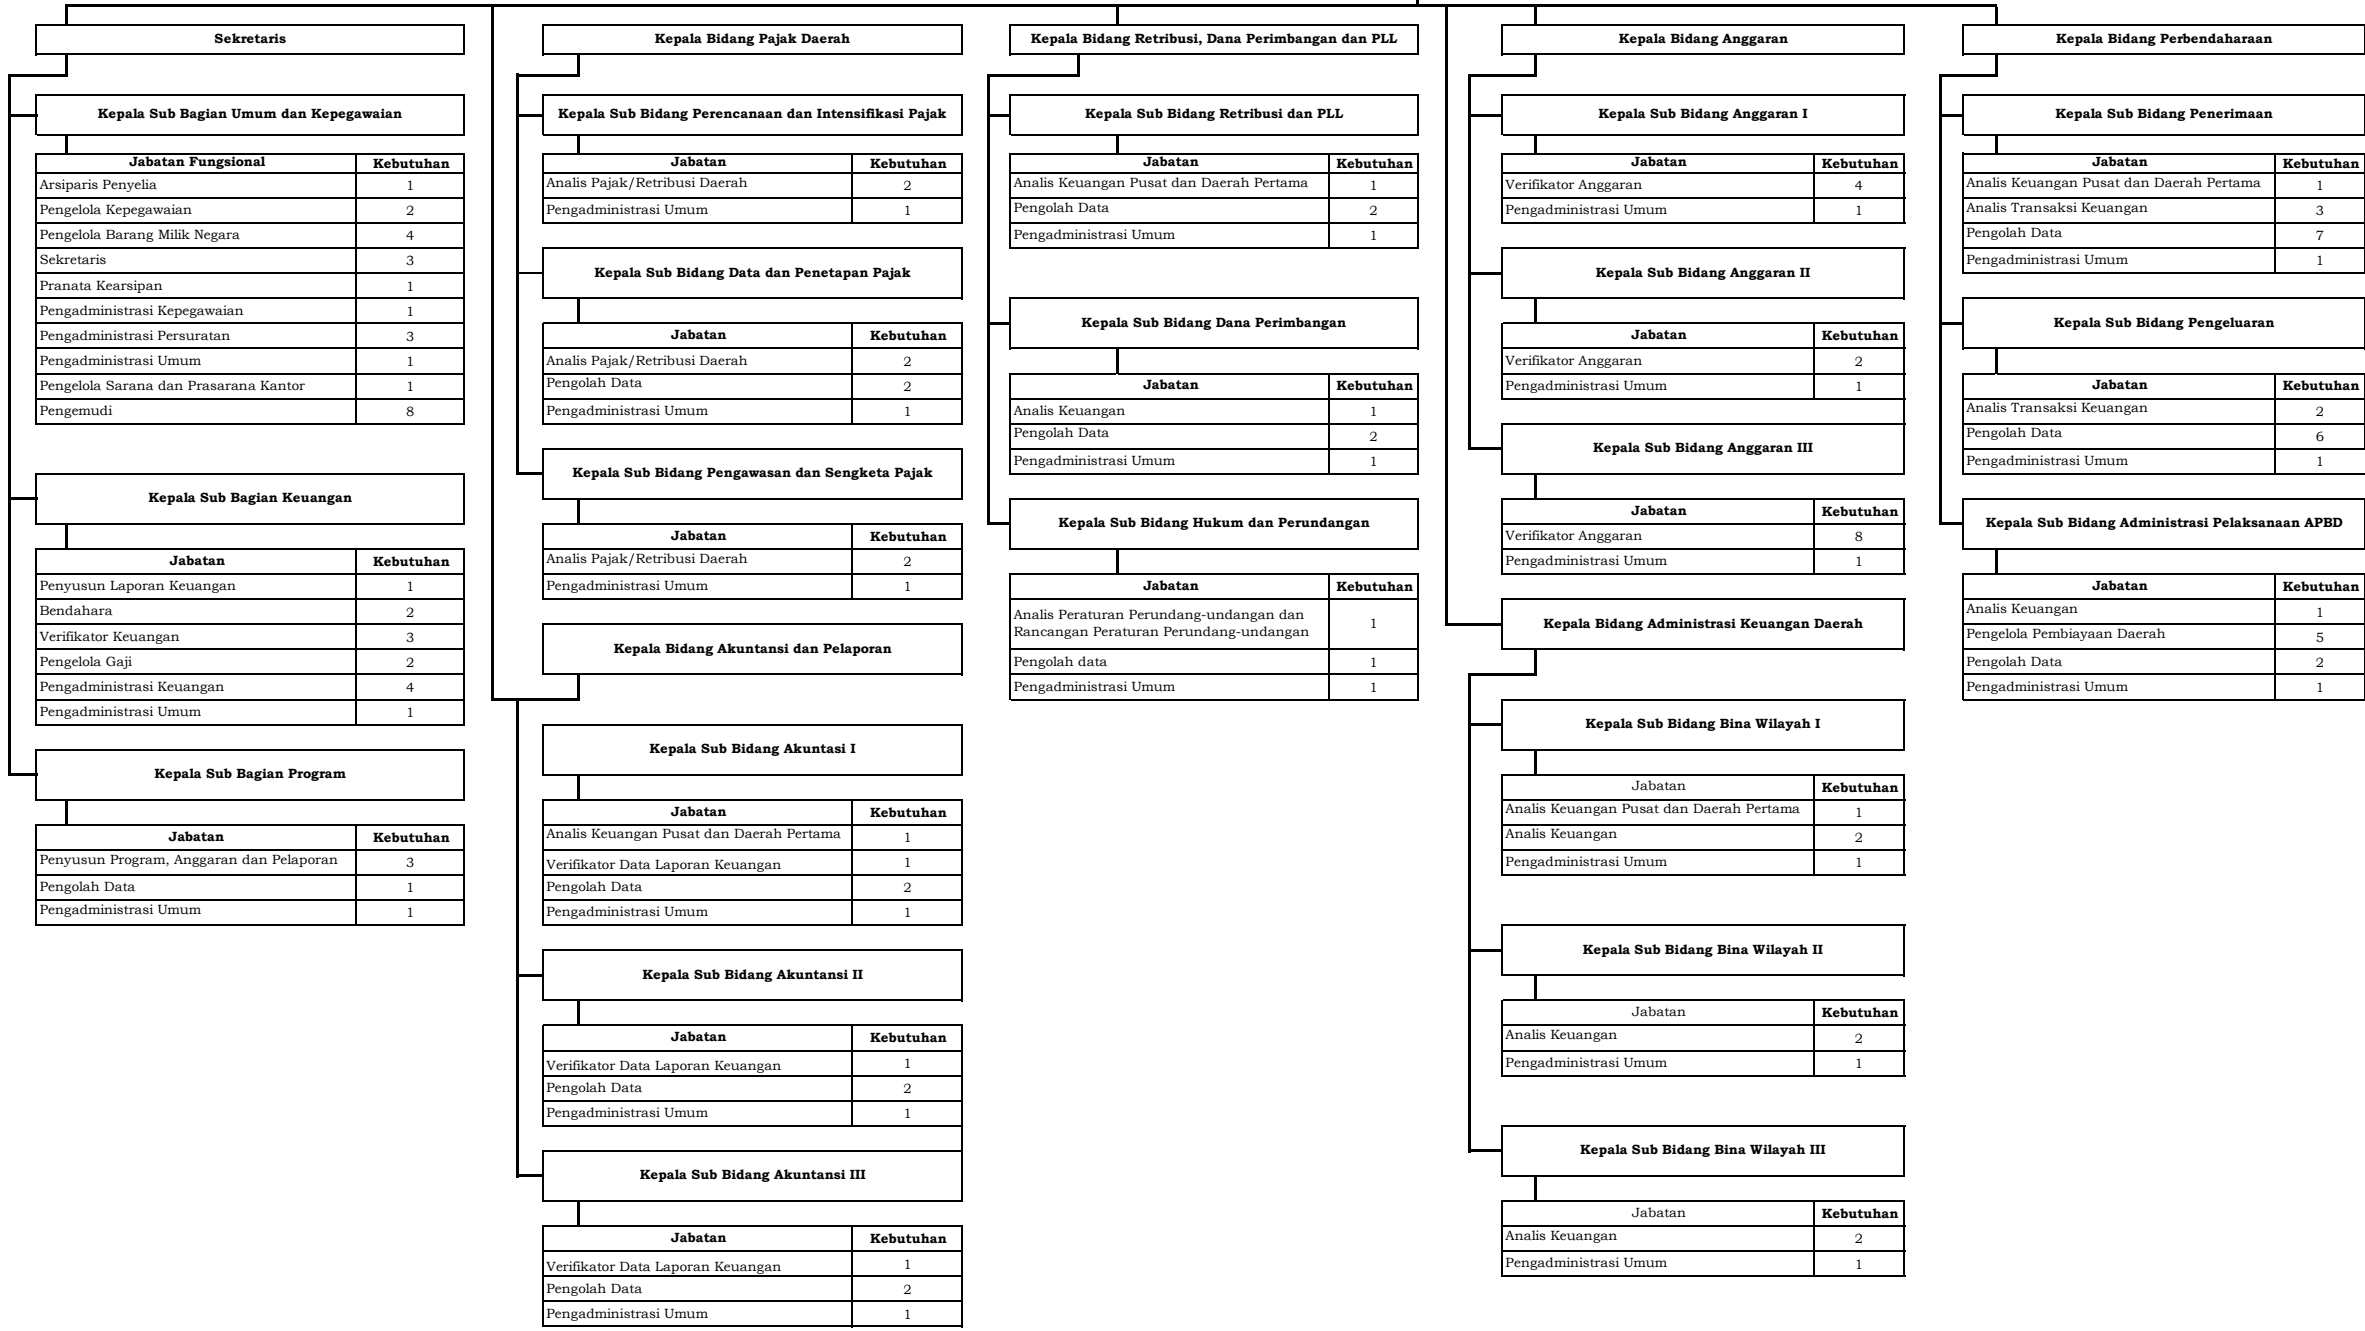 Sekretaris
Kepala Sub Bagian Umum dan Kepegawaian
Jabatan Fungsional Kebutuhan
Arsiparis Penyelia 1
Pengelola Kepegawaian 2
Pengelola Barang Milik Negara 4
Sekretaris 3
Pranata Kearsipan 1
Pengadministrasi Kepegawaian 1
Pengadministrasi Persuratan 3
Pengadministrasi Umum 1
Pengelola Sarana dan Prasarana Kantor 1
Pengemudi 8
Kepala Sub Bagian Keuangan
Jabatan Kebutuhan
Penyusun Laporan Keuangan 1
Bendahara 2
Verifikator Keuangan 3
Pengelola Gaji 2
Pengadministrasi Keuangan 4
Pengadministrasi Umum 1
Kepala Sub Bagian Program
Jabatan Kebutuhan
Penyusun Program, Anggaran dan Pelaporan 3
Pengolah Data 1
Pengadministrasi Umum 1
Kepala Bidang Pajak Daerah
Kepala Sub Bidang Perencanaan dan Intensifikasi Pajak
Jabatan Kebutuhan
Analis Pajak/Retribusi Daerah 2
Pengadministrasi Umum 1
Kepala Sub Bidang Data dan Penetapan Pajak
Jabatan Kebutuhan
Analis Pajak/Retribusi Daerah 2
Pengolah Data 2
Pengadministrasi Umum 1
Kepala Sub Bidang Pengawasan dan Sengketa Pajak
Jabatan Kebutuhan
Analis Pajak/Retribusi Daerah 2
Pengadministrasi Umum 1
Kepala Bidang Akuntansi dan Pelaporan
Kepala Sub Bidang Akuntasi I
Jabatan Kebutuhan
Analis Keuangan Pusat dan Daerah Pertama 1
Verifikator Data Laporan Keuangan 1
Pengolah Data 2
Pengadministrasi Umum 1
Kepala Sub Bidang Akuntansi II
Jabatan Kebutuhan
Verifikator Data Laporan Keuangan 1
Pengolah Data 2
Pengadministrasi Umum 1
Kepala Sub Bidang Akuntansi III
Jabatan Kebutuhan
Verifikator Data Laporan Keuangan 1
Pengolah Data 2
Pengadministrasi Umum 1
Kepala Bidang Retribusi, Dana Perimbangan dan PLL
Kepala Sub Bidang Retribusi dan PLL
Jabatan Kebutuhan
Analis Keuangan Pusat dan Daerah Pertama 1
Pengolah Data 2
Pengadministrasi Umum 1
Kepala Sub Bidang Dana Perimbangan
Jabatan Kebutuhan
Analis Keuangan 1
Pengolah Data 2
Pengadministrasi Umum 1
Kepala Sub Bidang Hukum dan Perundangan
Jabatan Kebutuhan
Analis Peraturan Perundang-undangan dan
Rancangan Peraturan Perundang-undangan 1
Pengolah data 1
Pengadministrasi Umum 1
Kepala Bidang Anggaran
Kepala Sub Bidang Anggaran I
Jabatan Kebutuhan
Verifikator Anggaran 4
Pengadministrasi Umum 1
Kepala Sub Bidang Anggaran II
Jabatan Kebutuhan
Verifikator Anggaran 2
Pengadministrasi Umum 1
Kepala Sub Bidang Anggaran III
Jabatan Kebutuhan
Verifikator Anggaran 8
Pengadministrasi Umum 1
Kepala Bidang Administrasi Keuangan Daerah
Kepala Sub Bidang Bina Wilayah I
Jabatan Kebutuhan
Analis Keuangan Pusat dan Daerah Pertama 1
Analis Keuangan 2
Pengadministrasi Umum 1
Kepala Sub Bidang Bina Wilayah II
Jabatan Kebutuhan
Analis Keuangan 2
Pengadministrasi Umum 1
Kepala Sub Bidang Bina Wilayah III
Jabatan Kebutuhan
Analis Keuangan 2
Pengadministrasi Umum 1
Kepala Bidang Perbendaharaan
Kepala Sub Bidang Penerimaan
Jabatan Kebutuhan
Analis Keuangan Pusat dan Daerah Pertama 1
Analis Transaksi Keuangan 3
Pengolah Data 7
Pengadministrasi Umum 1
Kepala Sub Bidang Pengeluaran
Jabatan Kebutuhan
Analis Transaksi Keuangan 2
Pengolah Data 6
Pengadministrasi Umum 1
Kepala Sub Bidang Administrasi Pelaksanaan APBD
Jabatan Kebutuhan
Analis Keuangan 1
Pengelola Pembiayaan Daerah 5
Pengolah Data 2
Pengadministrasi Umum 1